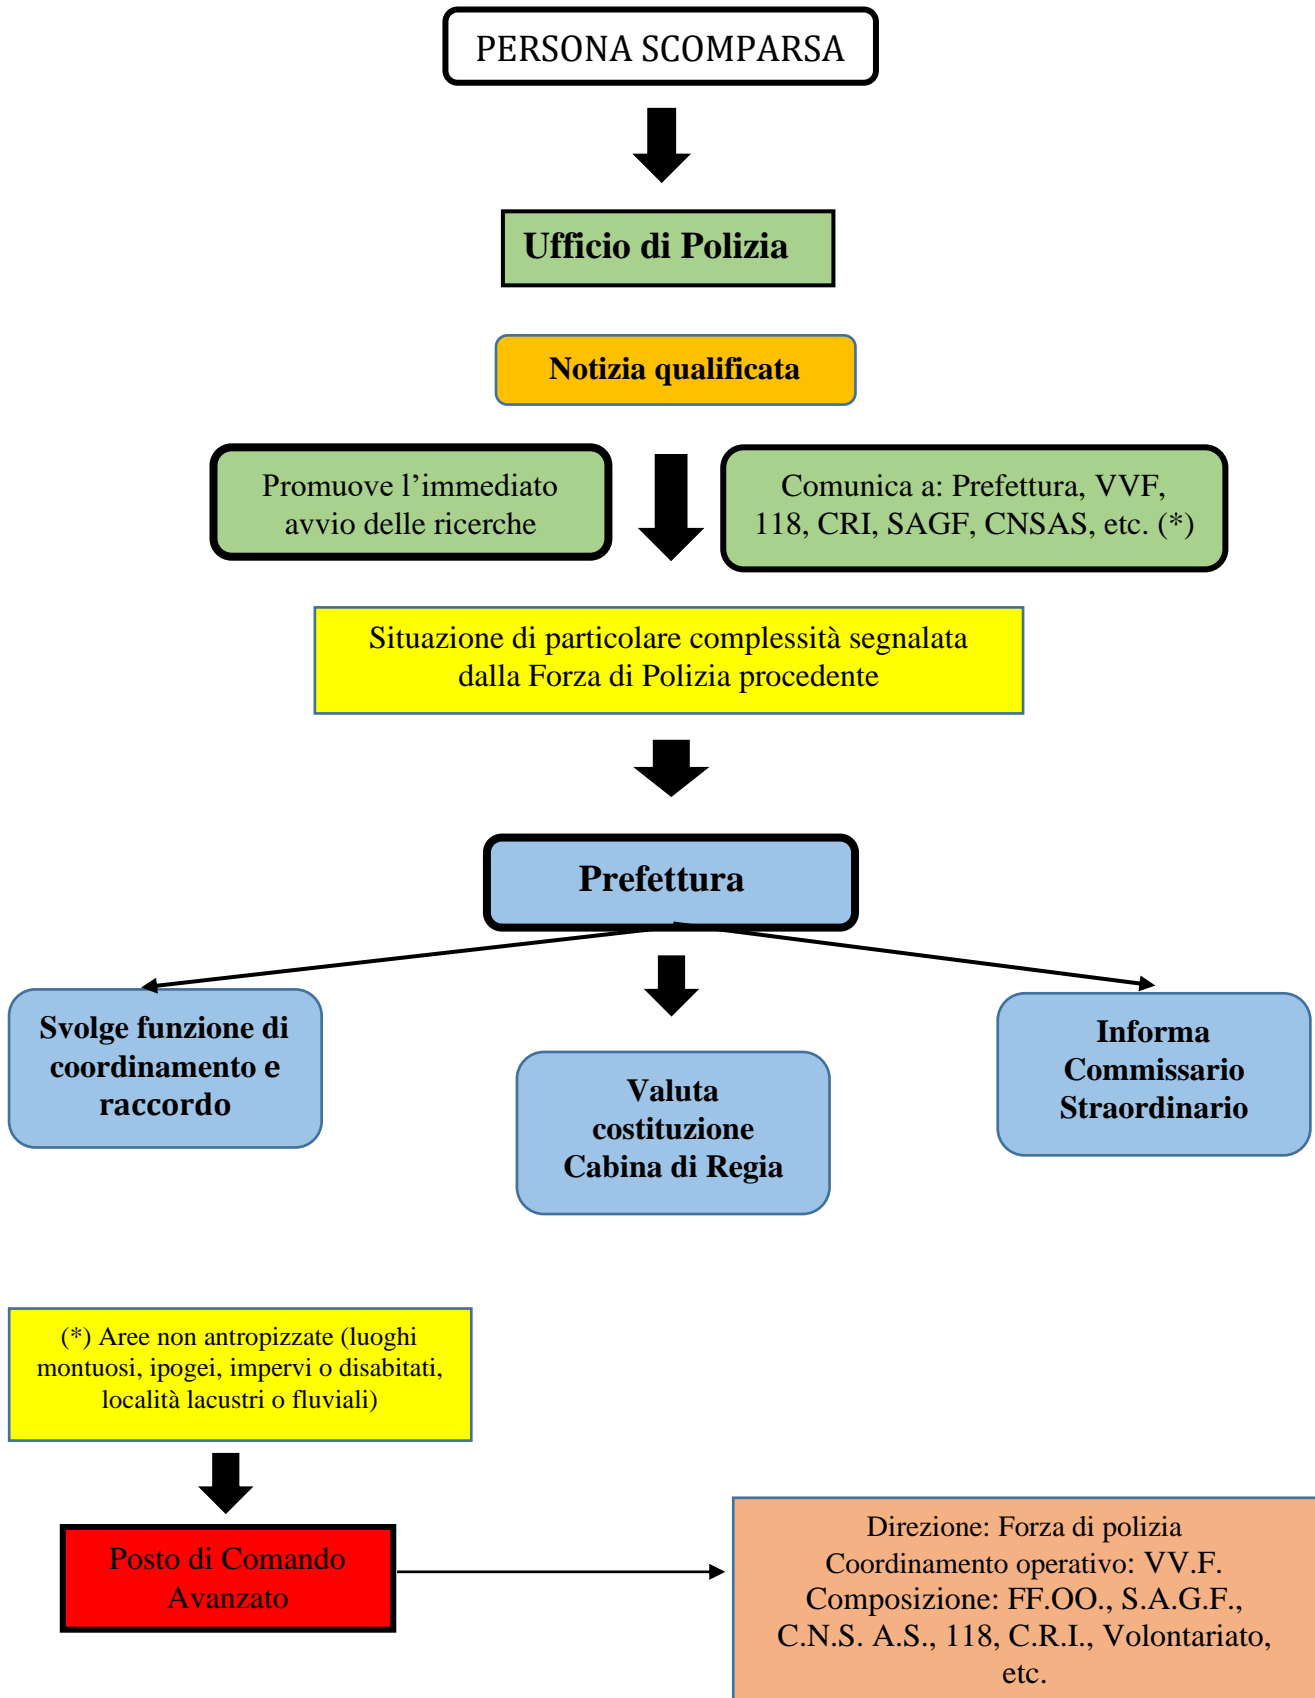 PERSONA SCOMPARSA
Ufficio di Polizia
Notizia qualificata
Promuove l’immediato
avvio delle ricerche
Comunica a: Prefettura, VVF,
118, CRI, SAGF, CNSAS, etc. (*)
Situazione di particolare complessità segnalata
dalla Forza di Polizia procedente
Prefettura
Svolge funzione di
coordinamento e
raccordo
Valuta
costituzione
Cabina di Regia
Informa
Commissario
Straordinario
(*) Aree non antropizzate (luoghi
montuosi, ipogei, impervi o disabitati,
località lacustri o fluviali)
Posto di Comando
Avanzato
Direzione: Forza di polizia
Coordinamento operativo: VV.F.
Composizione: FF.OO., S.A.G.F.,
C.N.S. A.S., 118, C.R.I., Volontariato,
etc.